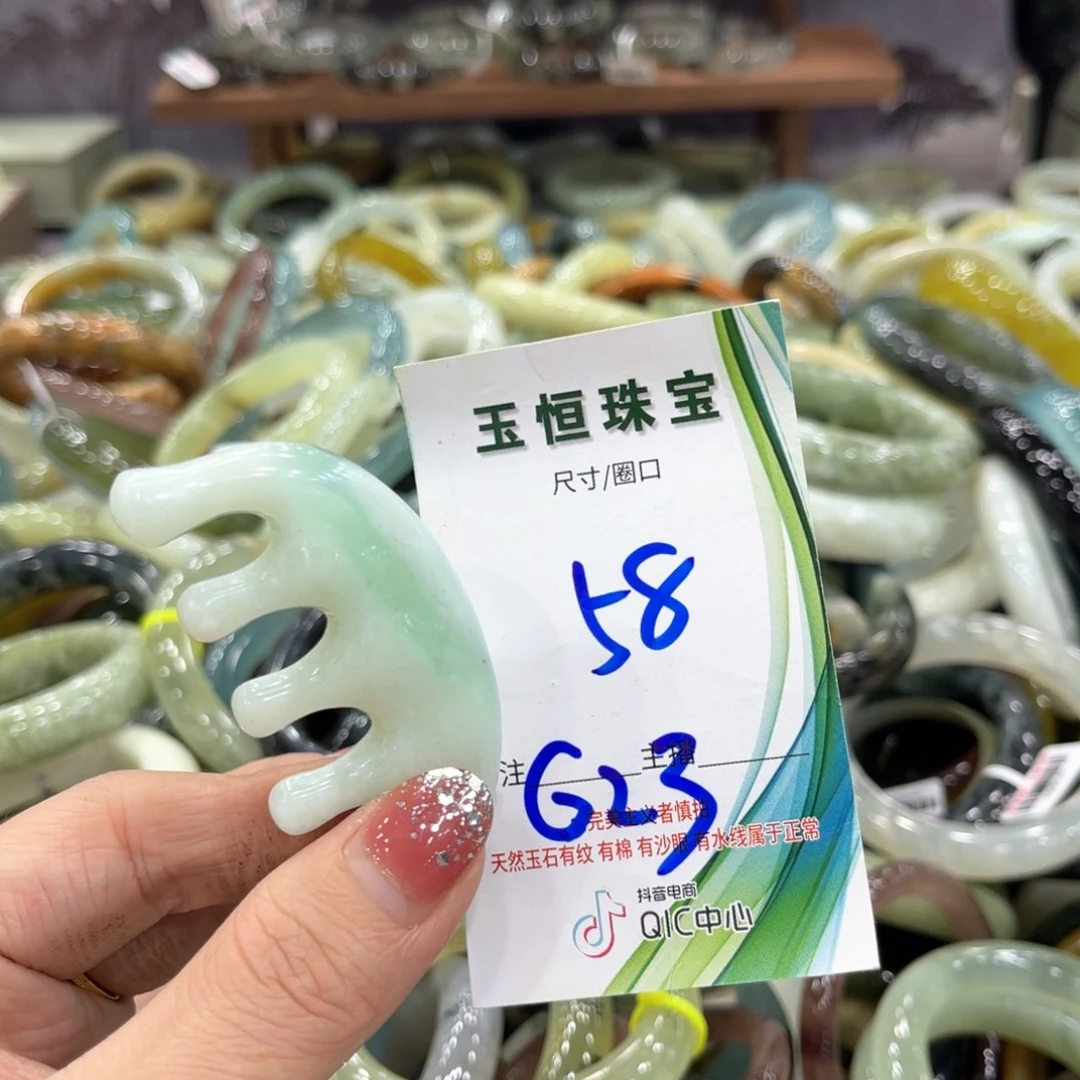 玉恒珠宝
尺寸/圈口
58
注 G23 主播
完美主义者慎拍
天然玉石有纹 有棉 有沙眼 有水线属于正常
抖音电商
QIC中心